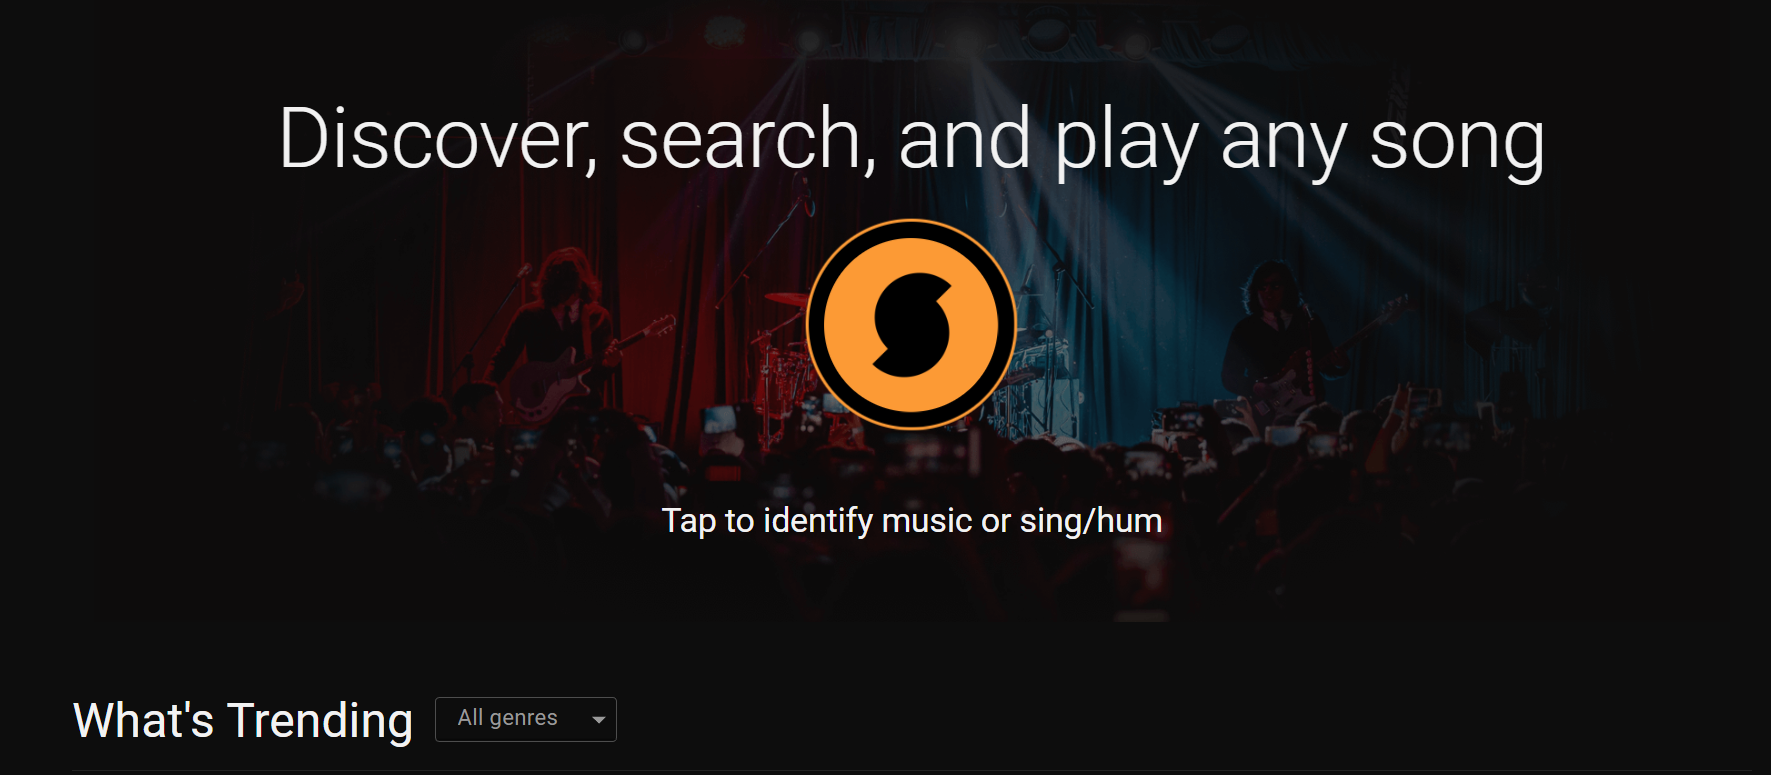 Discover, search, and play any song
Tap to identify music or sing/hum
What's Trending
All genres